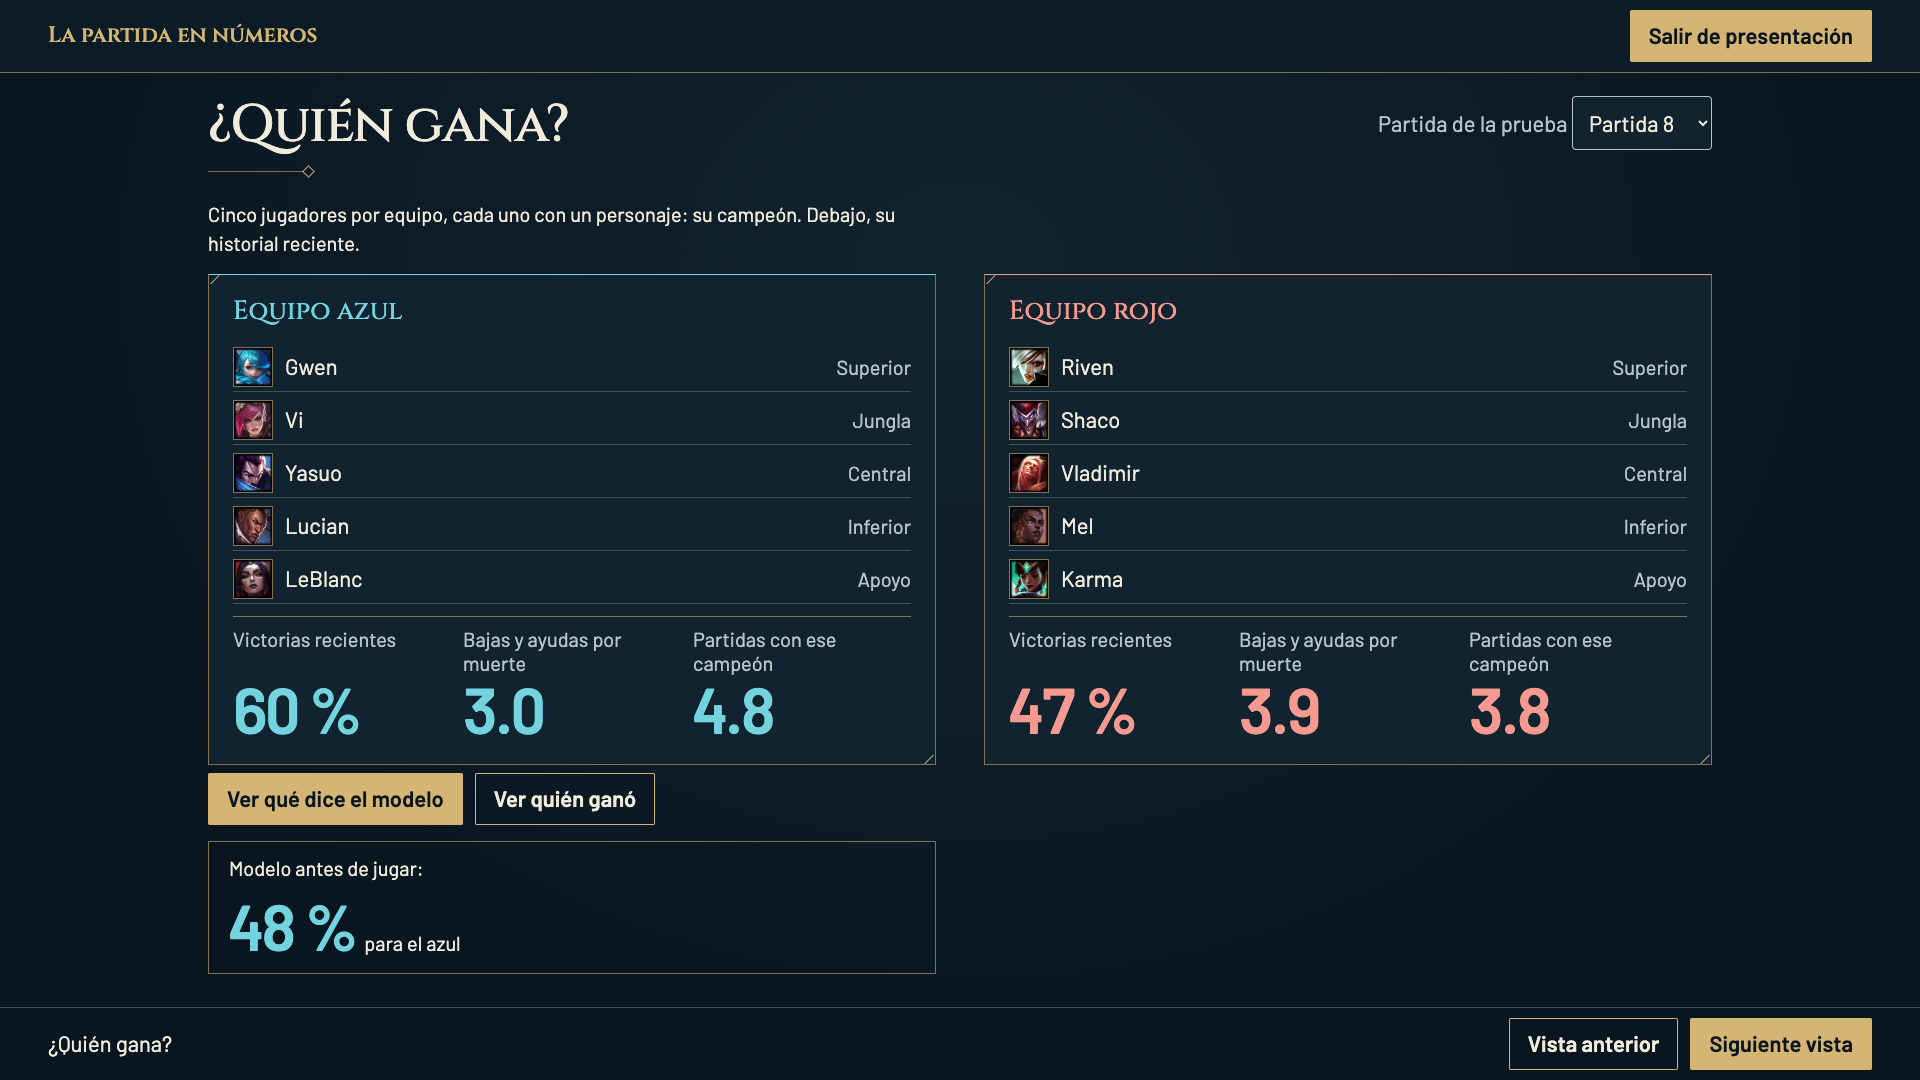 La partida en números
Salir de presentación
¿Quién gana?
Partida de la prueba
Partida 8
Cinco jugadores por equipo, cada uno con un personaje: su campeón. Debajo, su
historial reciente.
Equipo azul
Gwen
Superior
Vi
Jungla
Yasuo
Central
Lucian
Inferior
LeBlanc
Apoyo
Victorias recientes
60 %
Bajas y ayudas por
muerte
3.0
Partidas con ese
campeón
4.8
Equipo rojo
Riven
Superior
Shaco
Jungla
Vladimir
Central
Mel
Inferior
Karma
Apoyo
Victorias recientes
47 %
Bajas y ayudas por
muerte
3.9
Partidas con ese
campeón
3.8
Ver qué dice el modelo
Ver quién ganó
Modelo antes de jugar:
48 % para el azul
¿Quién gana?
Vista anterior
Siguiente vista